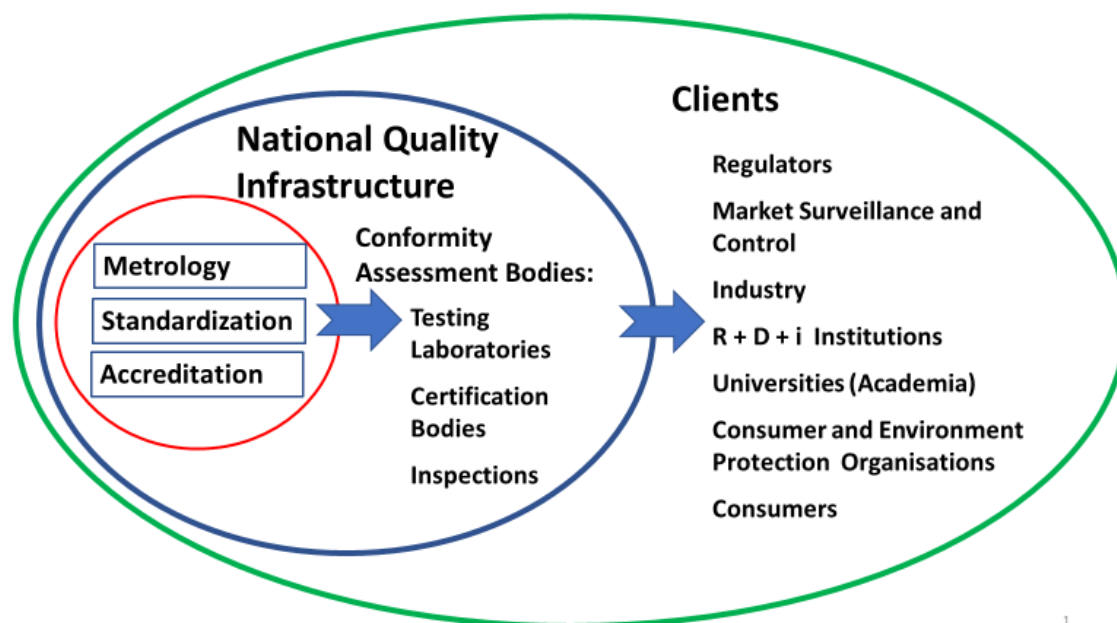 National Quality
Infrastructure
Metrology
Standardization
Accreditation
Conformity
Assessment Bodies:
Testing
Laboratories
Certification
Bodies
Inspections
Clients
Regulators
Market Surveillance and
Control
Industry
R + D + i Institutions
Universities (Academia)
Consumer and Environment
Protection Organisations
Consumers
1